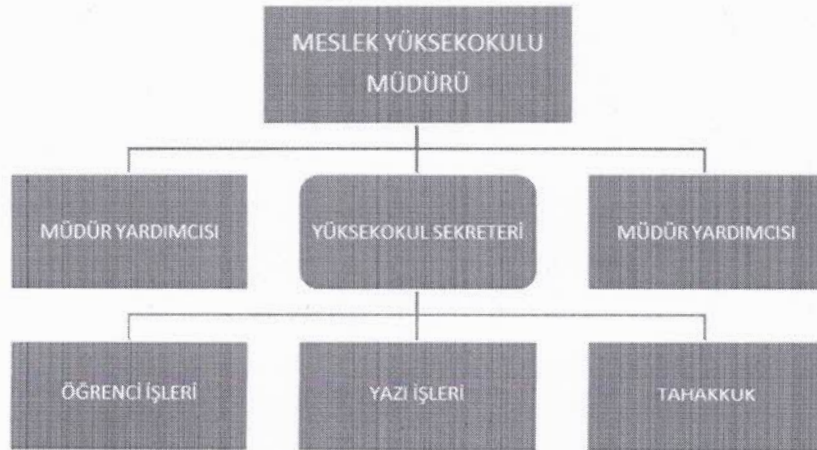 MESLEK YÜKSEKOKULU
MÜDÜRÜ
MÜDÜR YARDIMCISI
YÜKSEKOKUL SEKRETERİ
MÜDÜR YARDIMCISI
ÖĞRENCİ İŞLERİ
YAZI İŞLERİ
TAHAKKUK